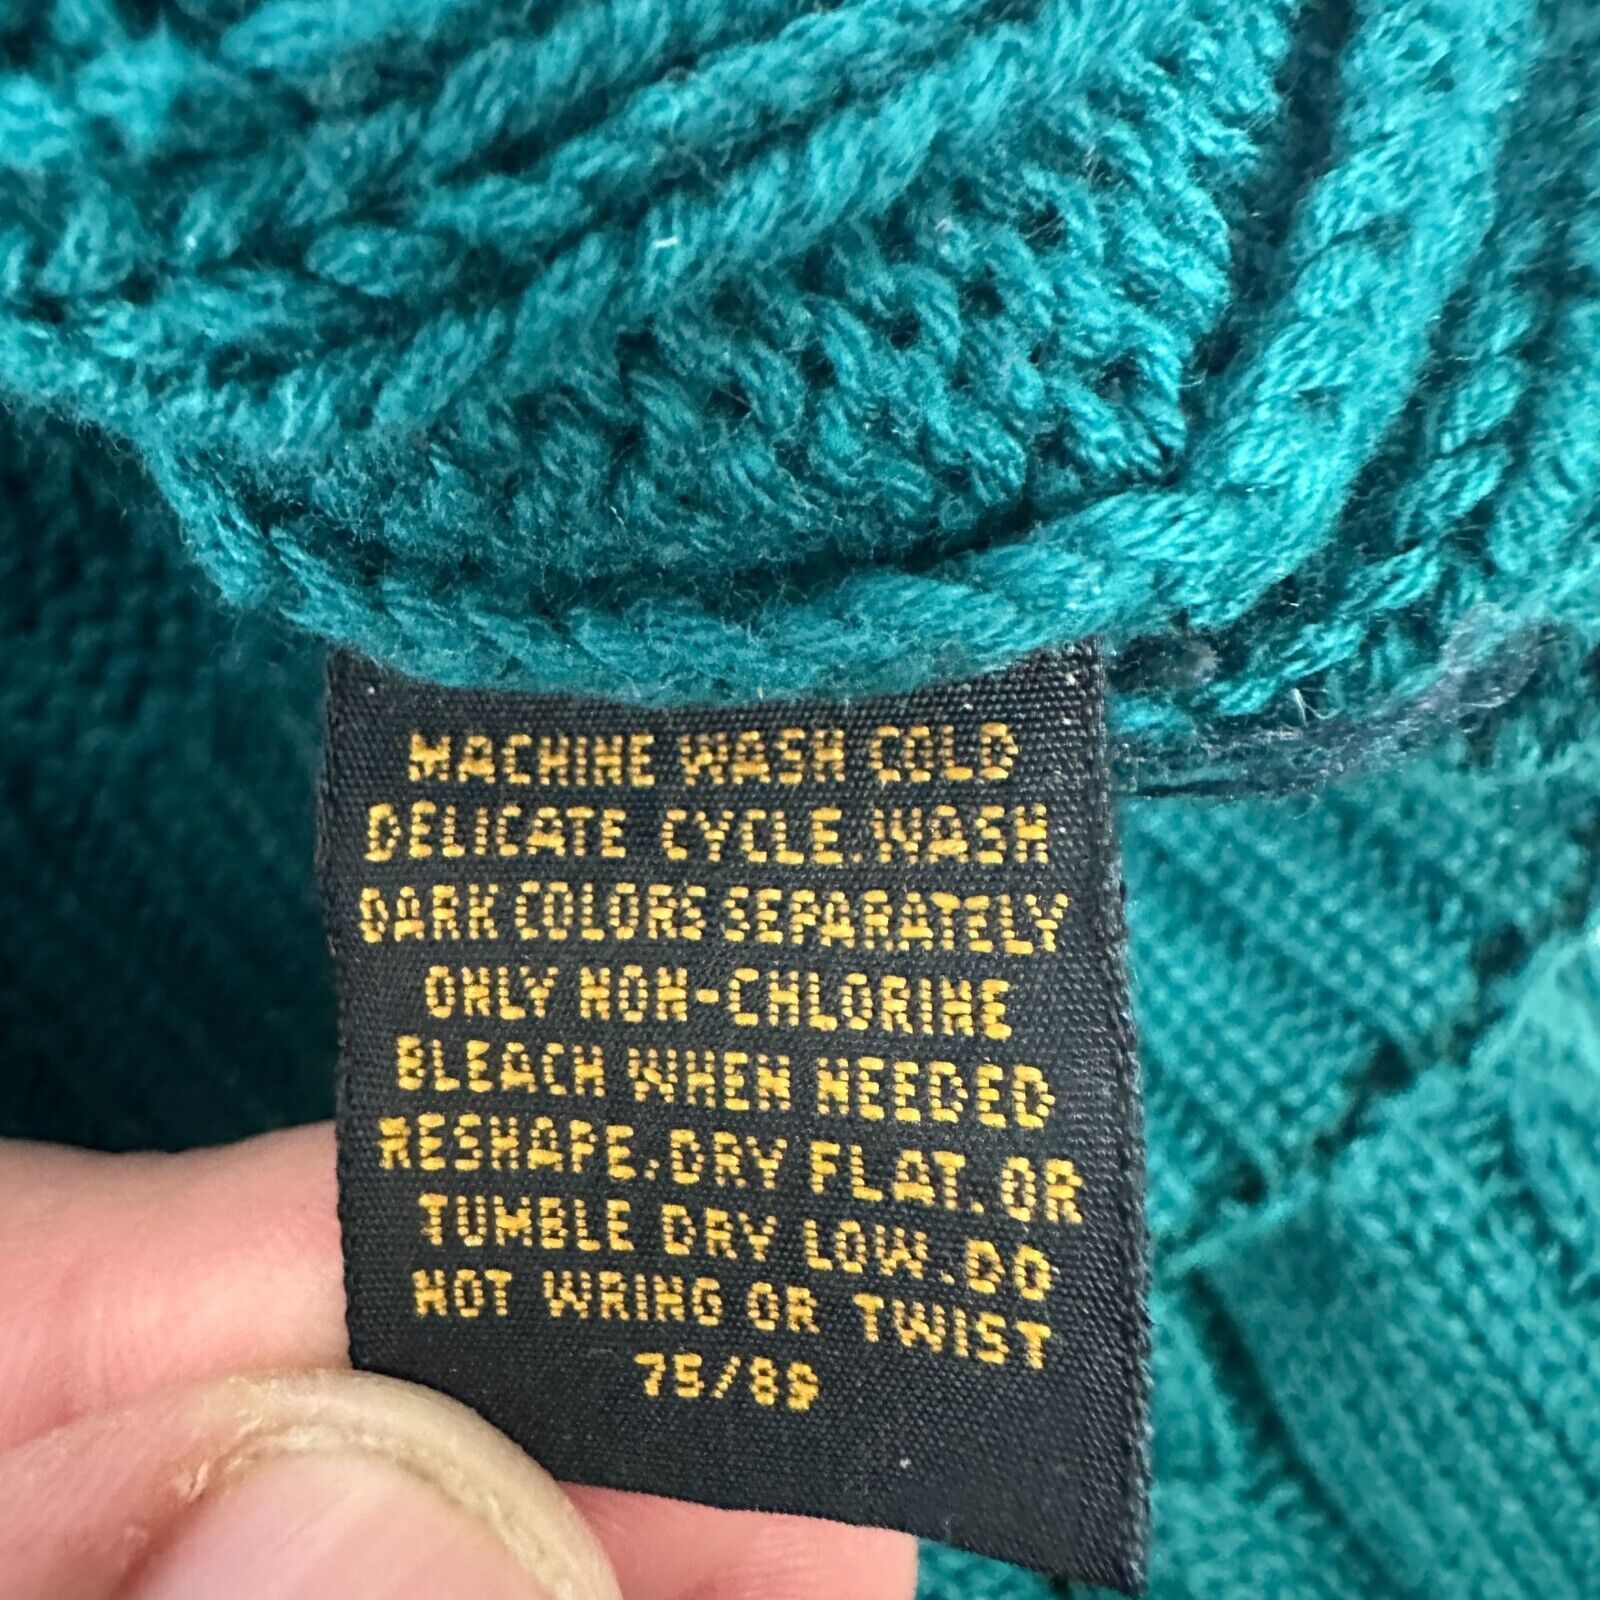 MACHINE WASH COLD
DELICATE CYCLE.WASH
DARK COLORS SEPARATELY
ONLY NON-CHLORINE
BLEACH WHEN NEEDED
RESHAPE,DRY FLAT.OR
TUMBLE DRY LOW.DO
NOT WRING OR TWIST
75/89